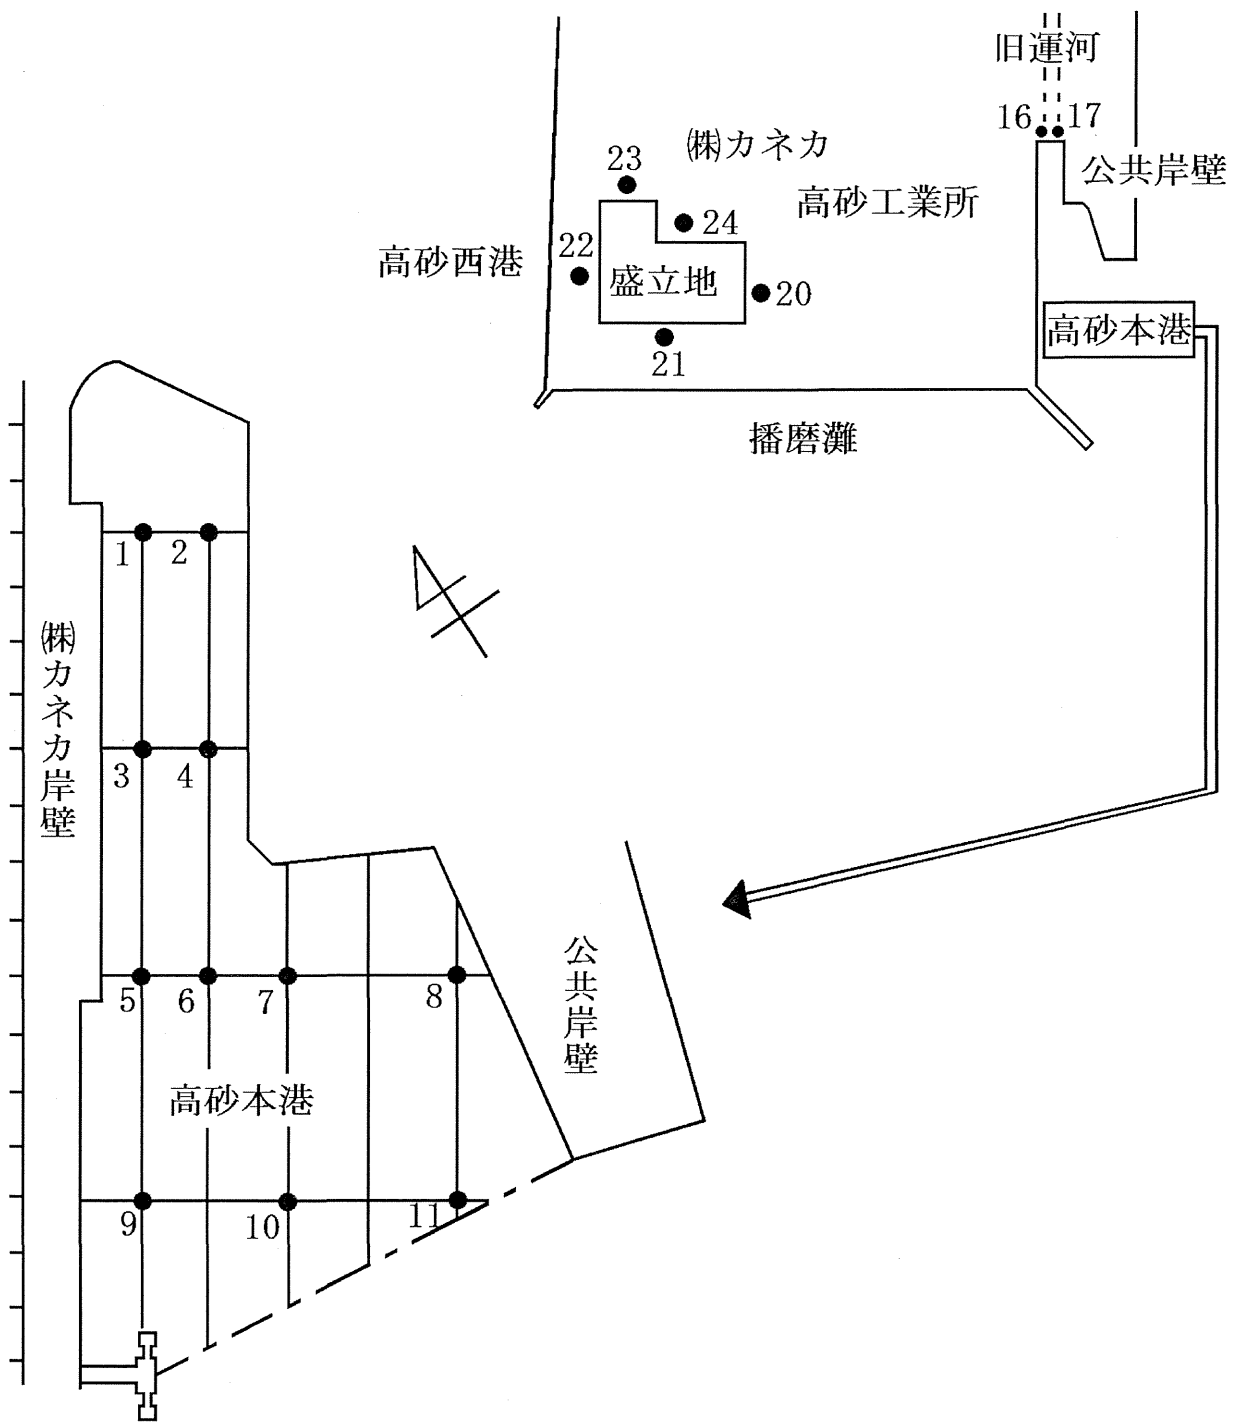 旧運河
16 17
㈱カネカ
公共岸壁
23
高砂工業所
24
22
高砂西港
盛立地
20
高砂本港
21
播磨灘
1 2
㈱カネカ岸壁
3 4
公共岸壁
5 6 7 8
高砂本港
9 10 11